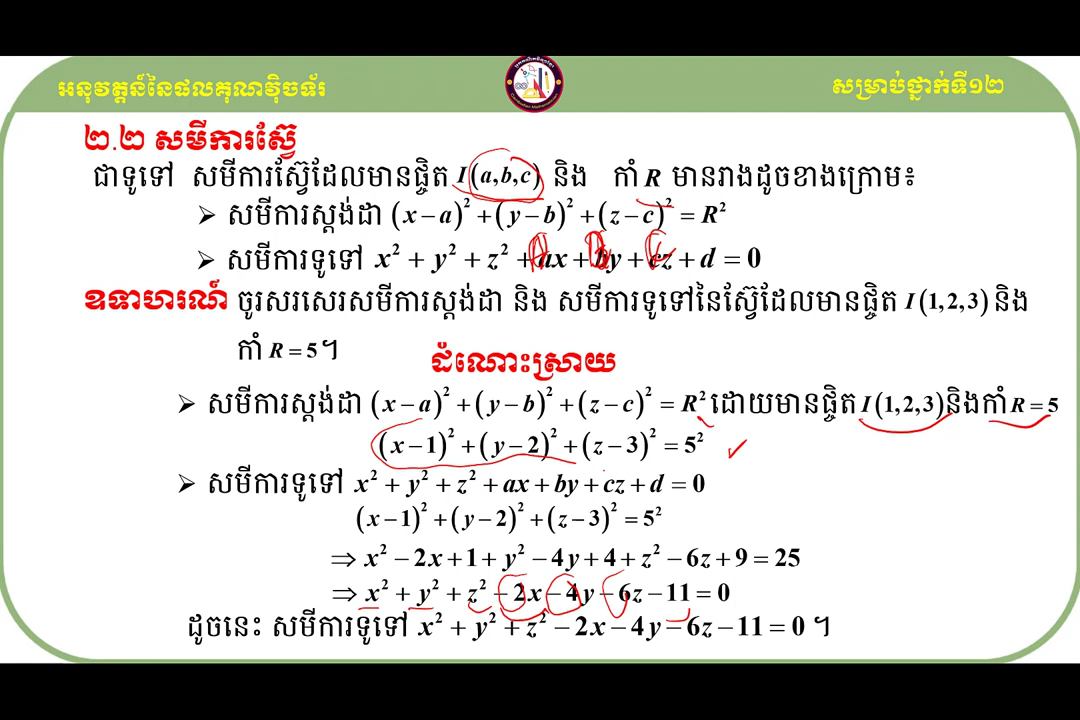 អនុវត្តន៍នៃផលគុណវ៉ិចទ័រ
សម្រាប់ថ្នាក់ទី១២
២.២ សមីការស្វ៊ែ
ជាទូទៅ សមីការស្វ៊ែដែលមានផ្ចិត I(a,b,c) និង កាំ R មានរាងដូចខាងក្រោម៖
➢ សមីការស្តង់ដា (x−a)² +(y−b)² +(z−c)² = R²
➢ សមីការទូទៅ x² + y² + z² + ax + by + cz + d = 0
ឧទាហរណ៍ ចូរសរសេរសមីការស្តង់ដា និង សមីការទូទៅនៃស្វ៊ែដែលមានផ្ចិត I(1,2,3) និង
កាំ R = 5។
ដំណោះស្រាយ
➢ សមីការស្តង់ដា (x−a)² +(y−b)² +(z−c)² = R² ដោយមានផ្ចិត I(1,2,3) និងកាំ R = 5
(x−1)² +(y−2)² +(z−3)² = 5²
➢ សមីការទូទៅ x² + y² + z² + ax + by + cz + d = 0
(x−1)² +(y−2)² +(z−3)² = 5²
⇒ x² − 2x + 1 + y² − 4y + 4 + z² − 6z + 9 = 25
⇒ x² + y² + z² − 2x − 4y − 6z − 11 = 0
ដូចនេះ សមីការទូទៅ x² + y² + z² − 2x − 4y − 6z − 11 = 0 ។